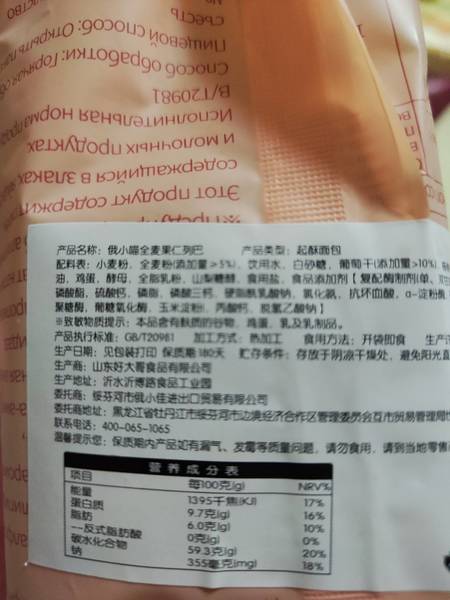 сть
съесть
Пищевой способ: Открыть па
Способ обработки: Горячая об
B/T20981
Исполнительная норма
и молочных продуктах
содержащийся в злаках
Этот продукт содержит
产品名称：俄小喵全麦果仁列巴 产品类型：起酥面包
配料表：小麦粉、全麦粉(添加量≥5%)、饮用水、白砂糖、葡萄干(添加量>10%)
油、鸡蛋、酵母、全脂乳粉、山梨糖醇、食用盐、食品添加剂【复配酶制剂(单、双
磷酸酯，硫酸钙，磷脂，磷酸三钙，硬脂酰乳酸钠，氯化氨，抗坏血酸，α-淀粉酶
聚糖酶，葡糖氧化酶，玉米淀粉，丙酸钙，脱氢乙酸钠】
※致敏物质提示：本品含有麸质的谷物、鸡蛋、乳及乳制品。
产品执行标准：GB/T20981 加工方式：热加工 食用方法：开袋即食 生产许
生产日期：见包装打印 保质期180天 贮存条件：存放于阴凉干燥处，避免阳光直
生产商：山东好大哥食品有限公司
生产地址：沂水沂博路食品工业园
委托商：绥芬河市俄小佳进出口贸易有限公司
委托商地址：黑龙江省牡丹江市绥芬河市边境经济合作区管理委员会互市贸易管理局
联系电话：400-065-1065
温馨提示您：保质期内产品如有漏气、发霉等质量问题，请勿食用，请到当地零售
营养成分表
项目 每100克(g) NRV%
能量 1395千焦(KJ) 17%
蛋白质 9.7克(g) 16%
脂肪 6.0克(g) 10%
--反式脂肪酸 0克(g) 0%
碳水化合物 59.3克(g) 20%
钠 355毫克(mg) 18%